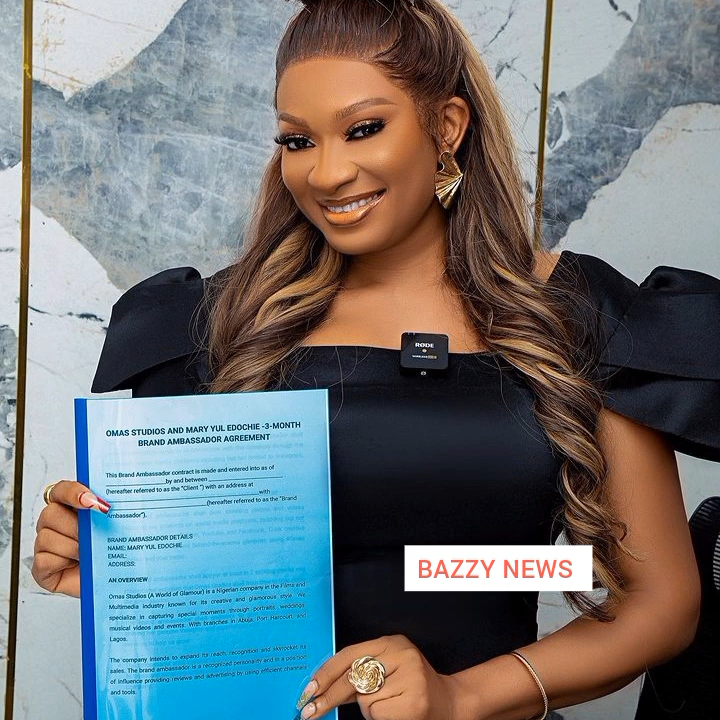 RØDE
OMAS STUDIOS AND MARY YUL EDOCHIE -3-MONTH
BRAND AMBASSADOR AGREEMENT
This Brand Ambassador contract is made and entered into as of
____________________by and between ____________________
(hereafter referred to as the "Client ") with an address at
____________________with____________________
____________________(hereafter referred to as the "Brand
Ambassador").
BRAND AMBASSADOR DETAILS
NAME: MARY YUL EDOCHIE
EMAIL:
ADDRESS:
AN OVERVIEW
Omas Studios (A World of Glamour) is a Nigerian company in the Films and
Multimedia industry known for its creative and glamorous style. We
specialize in capturing special moments through portraits, weddings
musical videos and events. With branches in Abuja, Port Harcourt and
Lagos.
The company intends to expand its reach, recognition and skyrocket its
sales. The brand ambassador is a recognized personality and in a position
of influence providing reviews and advertising by using efficient channels
and tools.
BAZZY NEWS